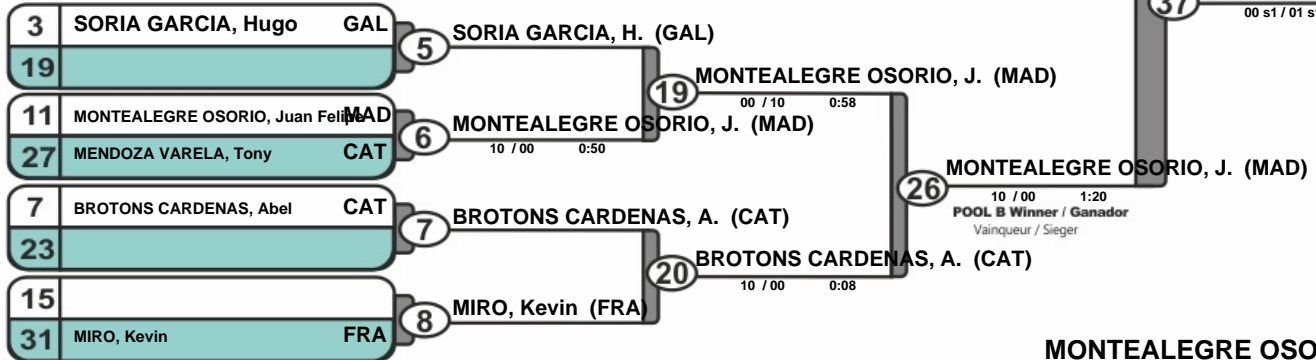 37
00 s1 / 01 s
3 SORIA GARCIA, Hugo GAL
19
5 SORIA GARCIA, H. (GAL)
19 MONTEALEGRE OSORIO, J. (MAD)
00 / 10 0:58
11 MONTEALEGRE OSORIO, Juan Felipe MAD
27 MENDOZA VARELA, Tony CAT
6 MONTEALEGRE OSORIO, J. (MAD)
10 / 00 0:50
26 MONTEALEGRE OSORIO, J. (MAD)
10 / 00 1:20
POOL B Winner / Ganador
Vainqueur / Sieger
7 BROTONS CARDENAS, Abel CAT
23
7 BROTONS CARDENAS, A. (CAT)
20 BROTONS CARDENAS, A. (CAT)
10 / 00 0:08
15
31 MIRO, Kevin FRA
8 MIRO, Kevin (FRA)
MONTEALEGRE OSO